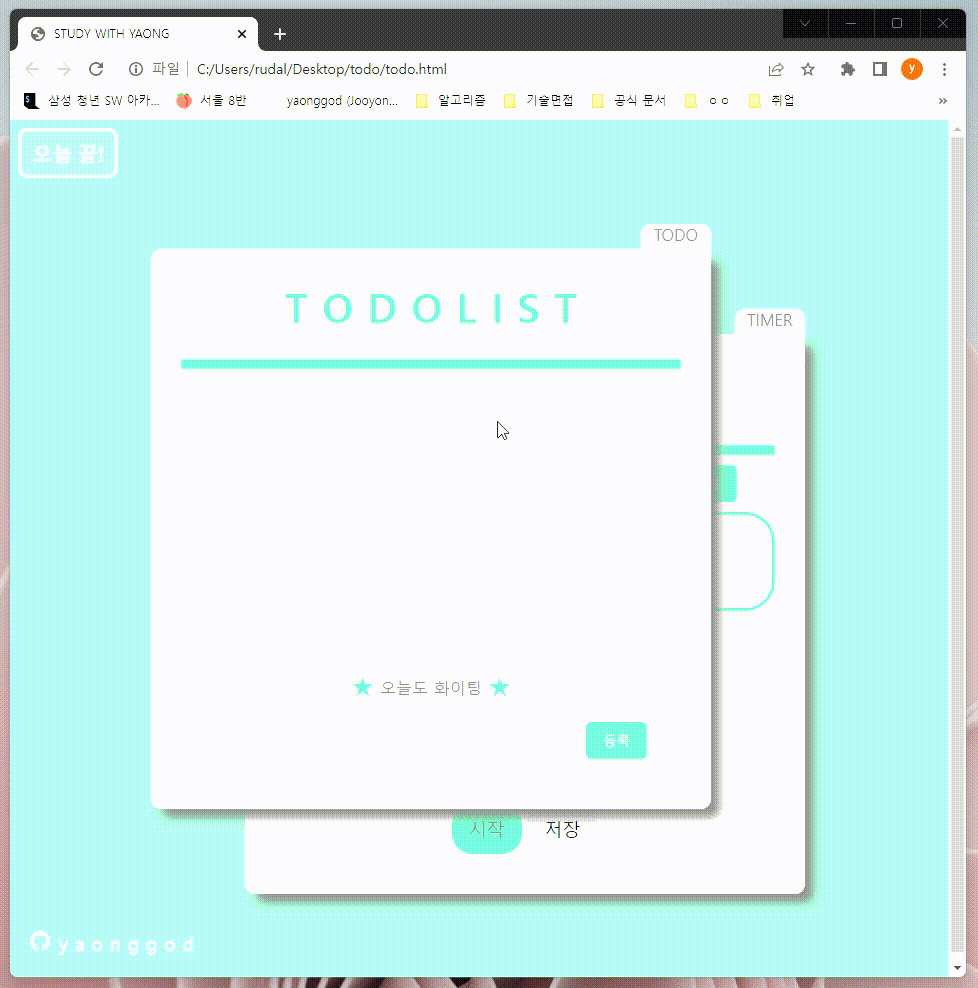 STUDY WITH YAONG
파일 C:/Users/rudal/Desktop/todo/todo.html y
삼성 청년 SW 아카... 서울 8반 yaonggod (Jooyon... 알고리즘 기술면접 공식 문서 ㅇㅇ 취업 »
오늘 끝!
TODO
TODOLIST
TIMER
★ 오늘도 화이팅 ★
등록
시작 저장
yaonggod